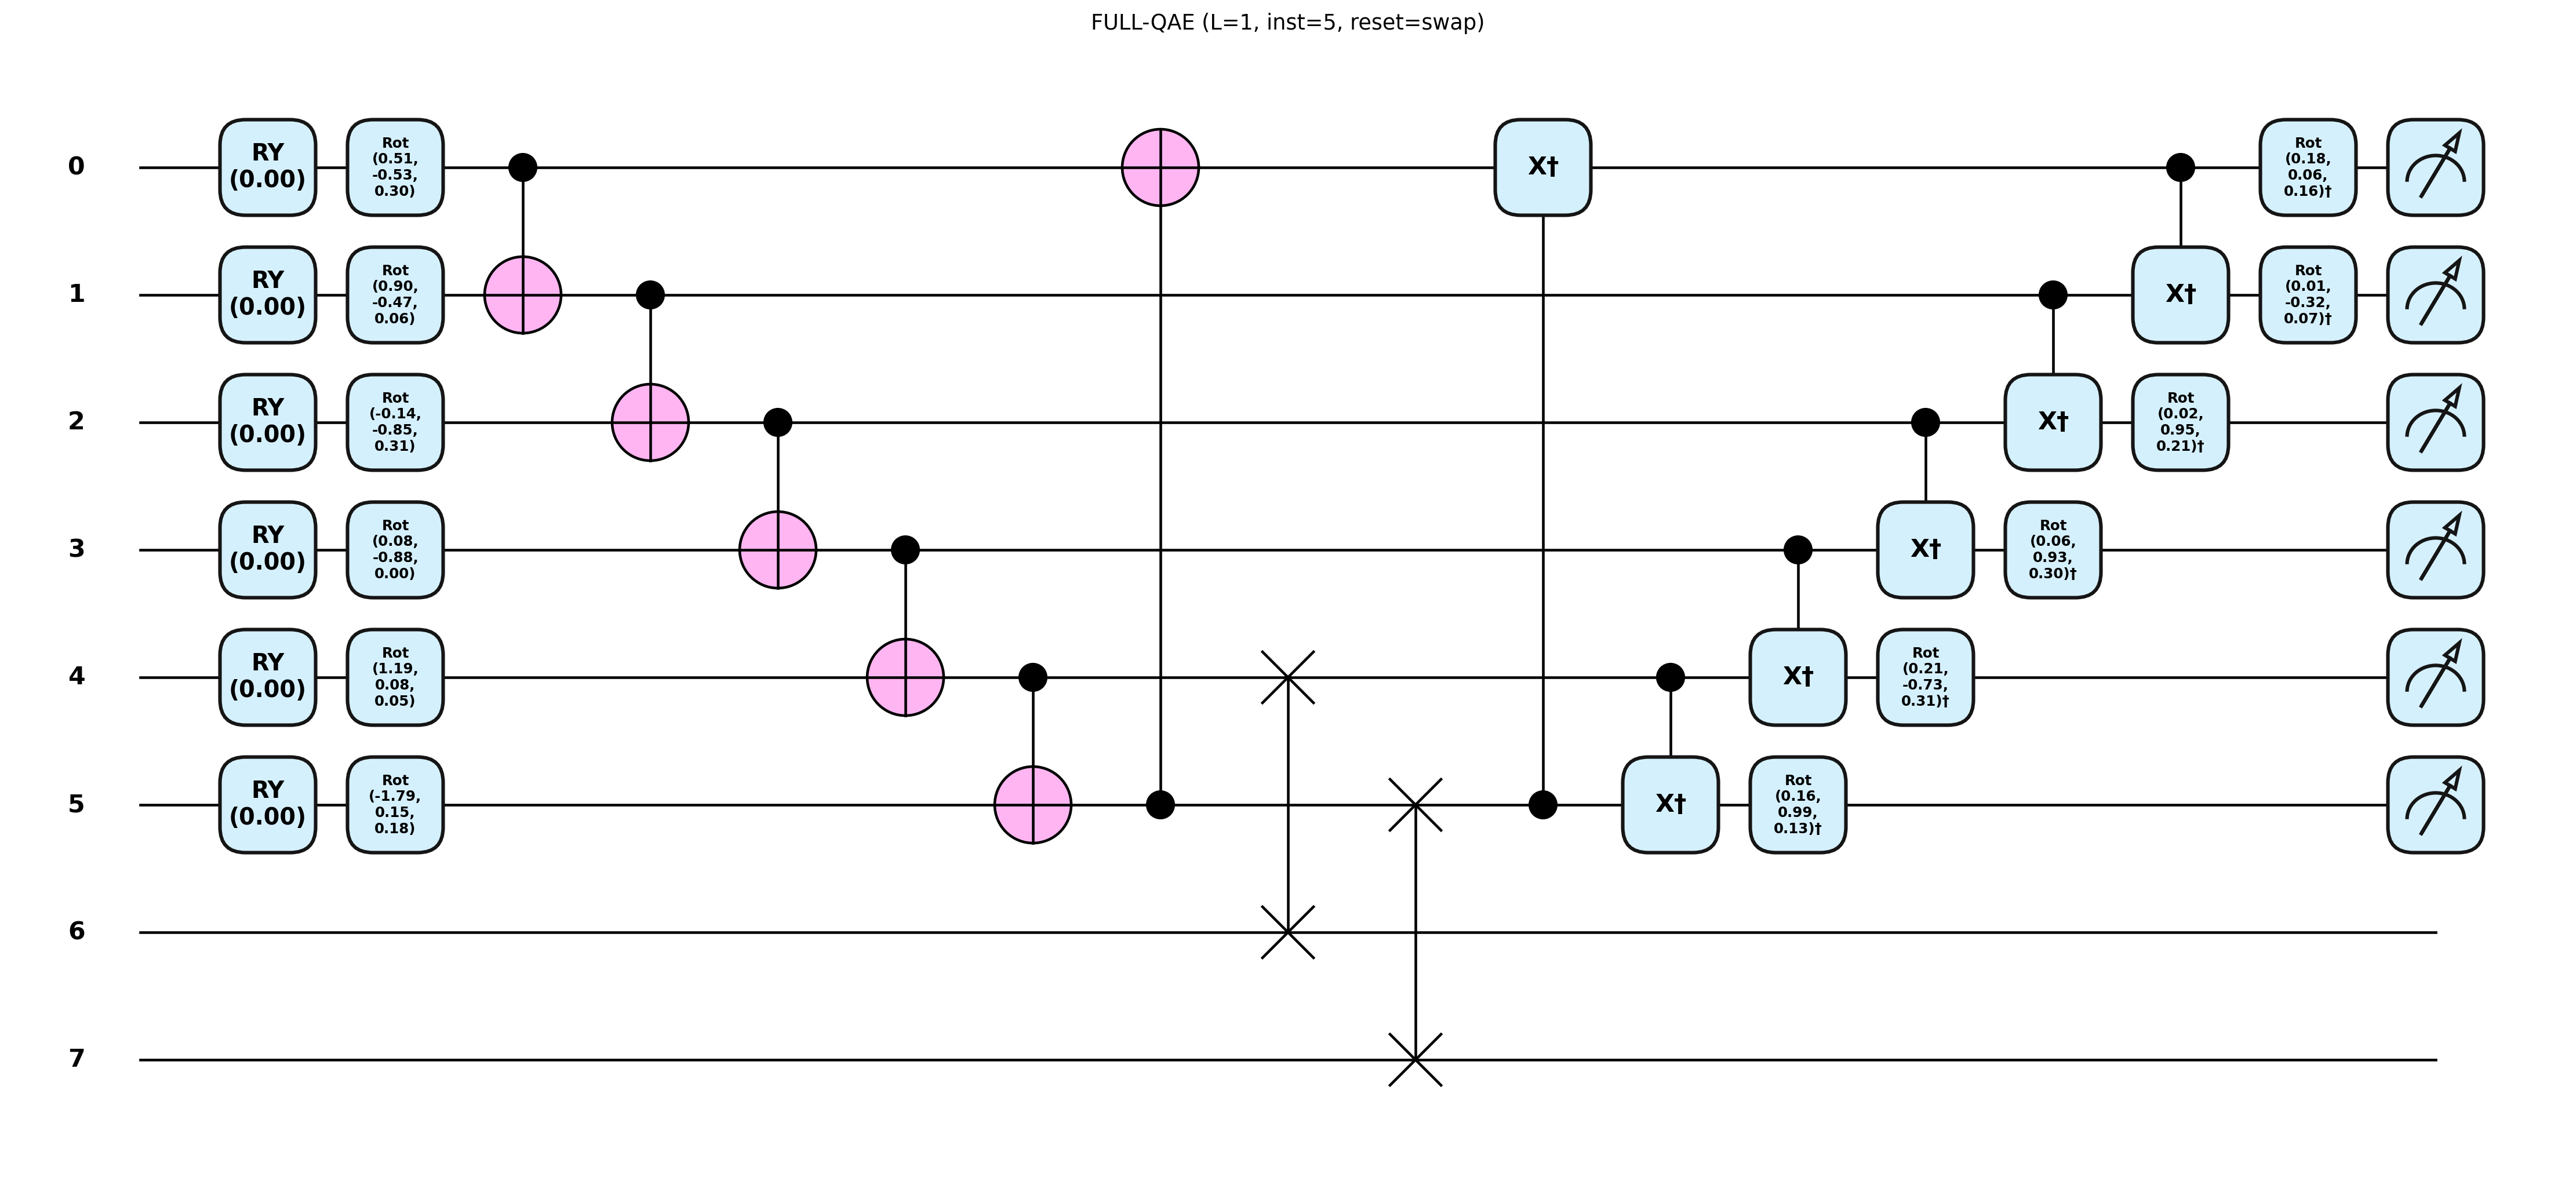 FULL-QAE (L=1, inst=5, reset=swap)
0
RY
(0.00)
Rot
(0.51,
-0.53,
0.30)
X†
Rot
(0.18,
0.06,
0.16)†
1
RY
(0.00)
Rot
(0.90,
-0.47,
0.06)
X†
Rot
(0.01,
-0.32,
0.07)†
2
RY
(0.00)
Rot
(-0.14,
-0.85,
0.31)
X†
Rot
(0.02,
0.95,
0.21)†
3
RY
(0.00)
Rot
(0.08,
-0.88,
0.00)
X†
Rot
(0.06,
0.93,
0.30)†
4
RY
(0.00)
Rot
(1.19,
0.08,
0.05)
X†
Rot
(0.21,
-0.73,
0.31)†
5
RY
(0.00)
Rot
(-1.79,
0.15,
0.18)
X†
Rot
(0.16,
0.99,
0.13)†
6
7